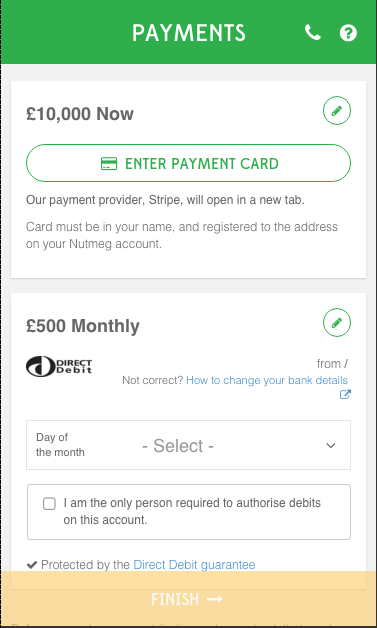 PAYMENTS
£10,000 Now
ENTER PAYMENT CARD
Our payment provider, Stripe, will open in a new tab.
Card must be in your name, and registered to the address
on your Nutmeg account.
£500 Monthly
DIRECT
Debit
from /
Not correct? How to change your bank details
Day of
the month
- Select -
I am the only person required to authorise debits
on this account.
Protected by the Direct Debit guarantee
FINISH →